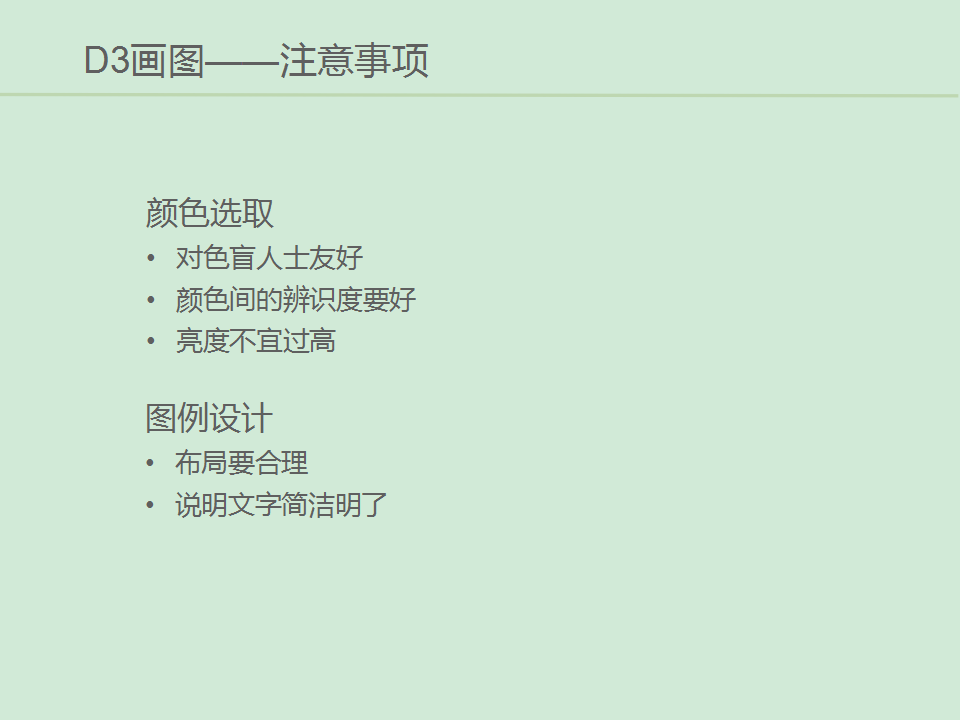 D3画图——注意事项
颜色选取
• 对色盲人士友好
• 颜色间的辨识度要好
• 亮度不宜过高
图例设计
• 布局要合理
• 说明文字简洁明了